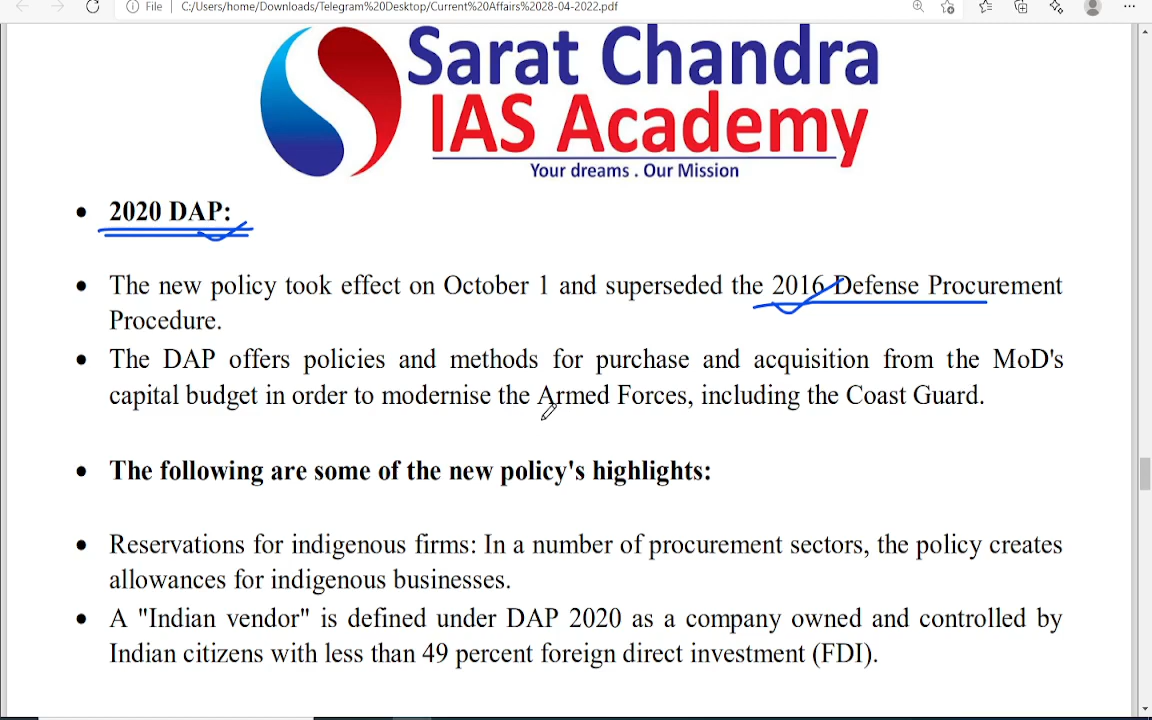 File
C:/Users/home/Downloads/Telegram%20Desktop/Current%20Affairs%2028-04-2022.pdf
Sarat Chandra
IAS Academy
Your dreams . Our Mission
• 2020 DAP:
• The new policy took effect on October 1 and superseded the 2016 Defense Procurement
Procedure.
• The DAP offers policies and methods for purchase and acquisition from the MoD's
capital budget in order to modernise the Armed Forces, including the Coast Guard.
• The following are some of the new policy's highlights:
• Reservations for indigenous firms: In a number of procurement sectors, the policy creates
allowances for indigenous businesses.
• A "Indian vendor" is defined under DAP 2020 as a company owned and controlled by
Indian citizens with less than 49 percent foreign direct investment (FDI).